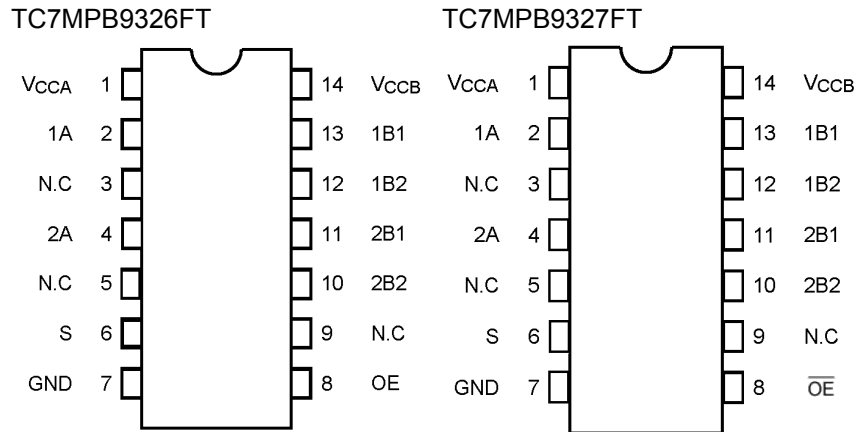 TC7MPB9326FT
VCCA 1 14 VCCB
1A 2 13 1B1
N.C 3 12 1B2
2A 4 11 2B1
N.C 5 10 2B2
S 6 9 N.C
GND 7 8 OE
TC7MPB9327FT
VCCA 1 14 VCCB
1A 2 13 1B1
N.C 3 12 1B2
2A 4 11 2B1
N.C 5 10 2B2
S 6 9 N.C
GND 7 8 O̅E̅